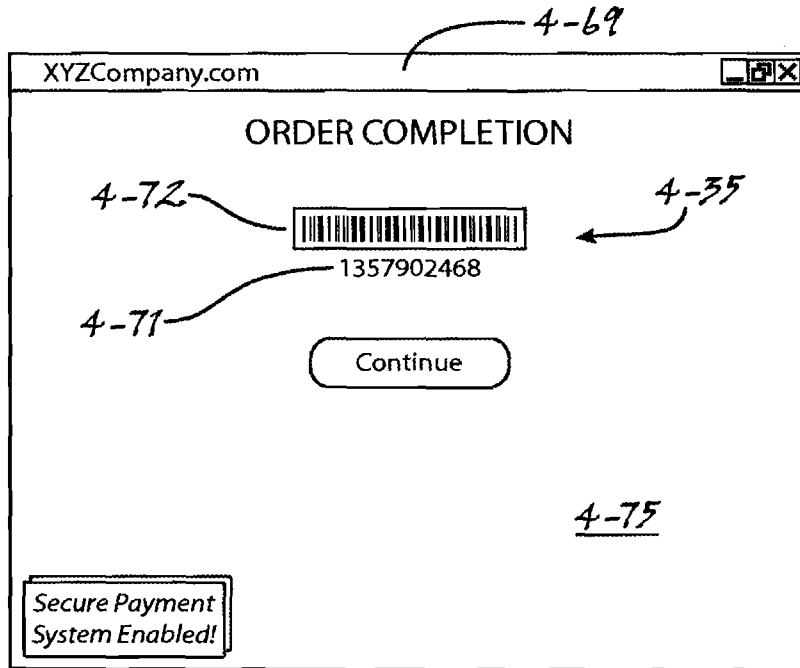 4-69
XYZCompany.com
ORDER COMPLETION
4-72
4-35
1357902468
4-71
Continue
4-75
Secure Payment
System Enabled!